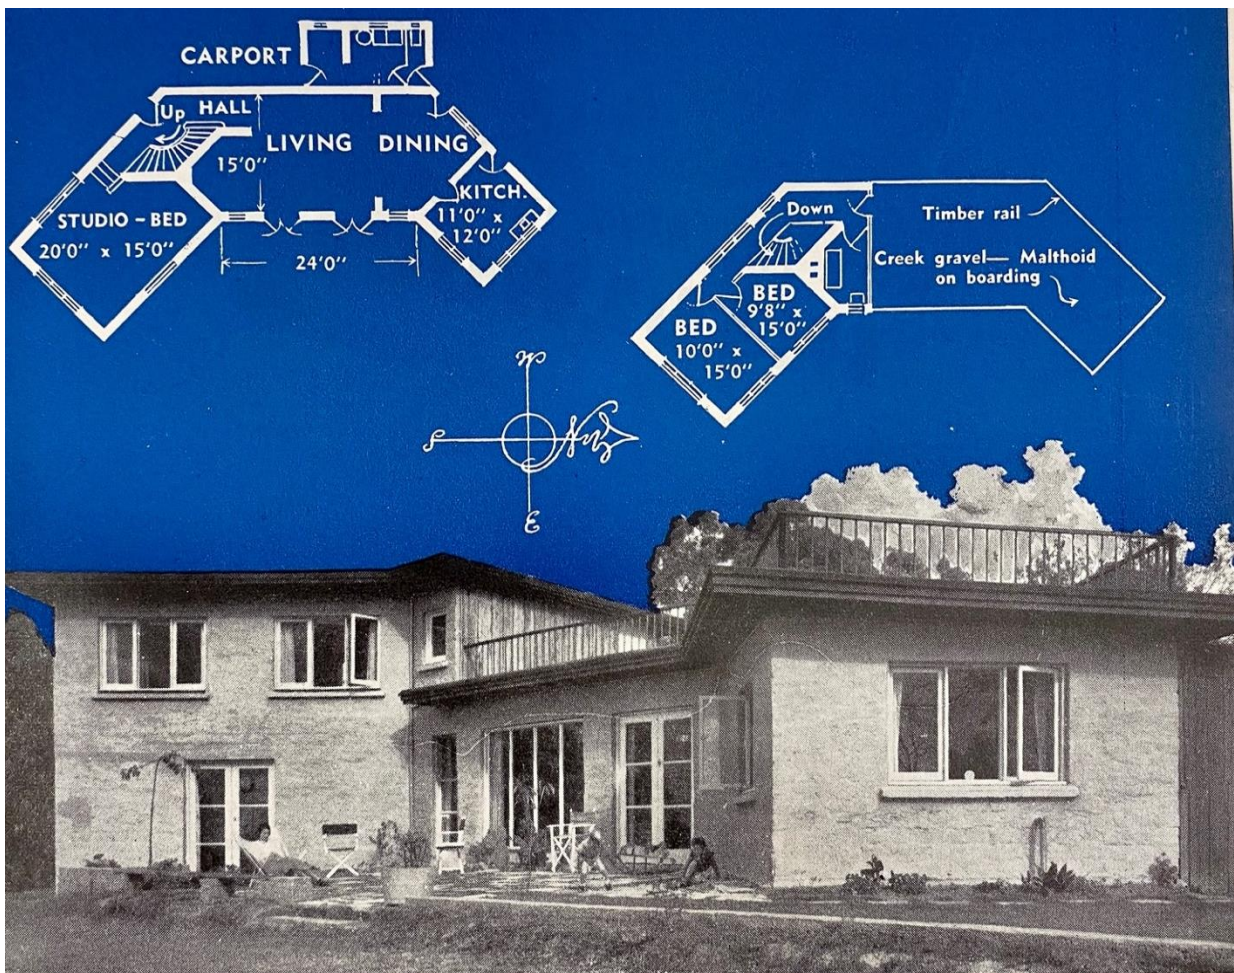 CARPORT
Up HALL
LIVING DINING
15'0"
KITCH.
11'0" x
12'0"
STUDIO – BED
20'0" x 15'0"
24'0"
Down
Timber rail
Creek gravel— Malthoid
on boarding
BED
9'8" x
15'0"
BED
10'0" x
15'0"
W
S
N
E